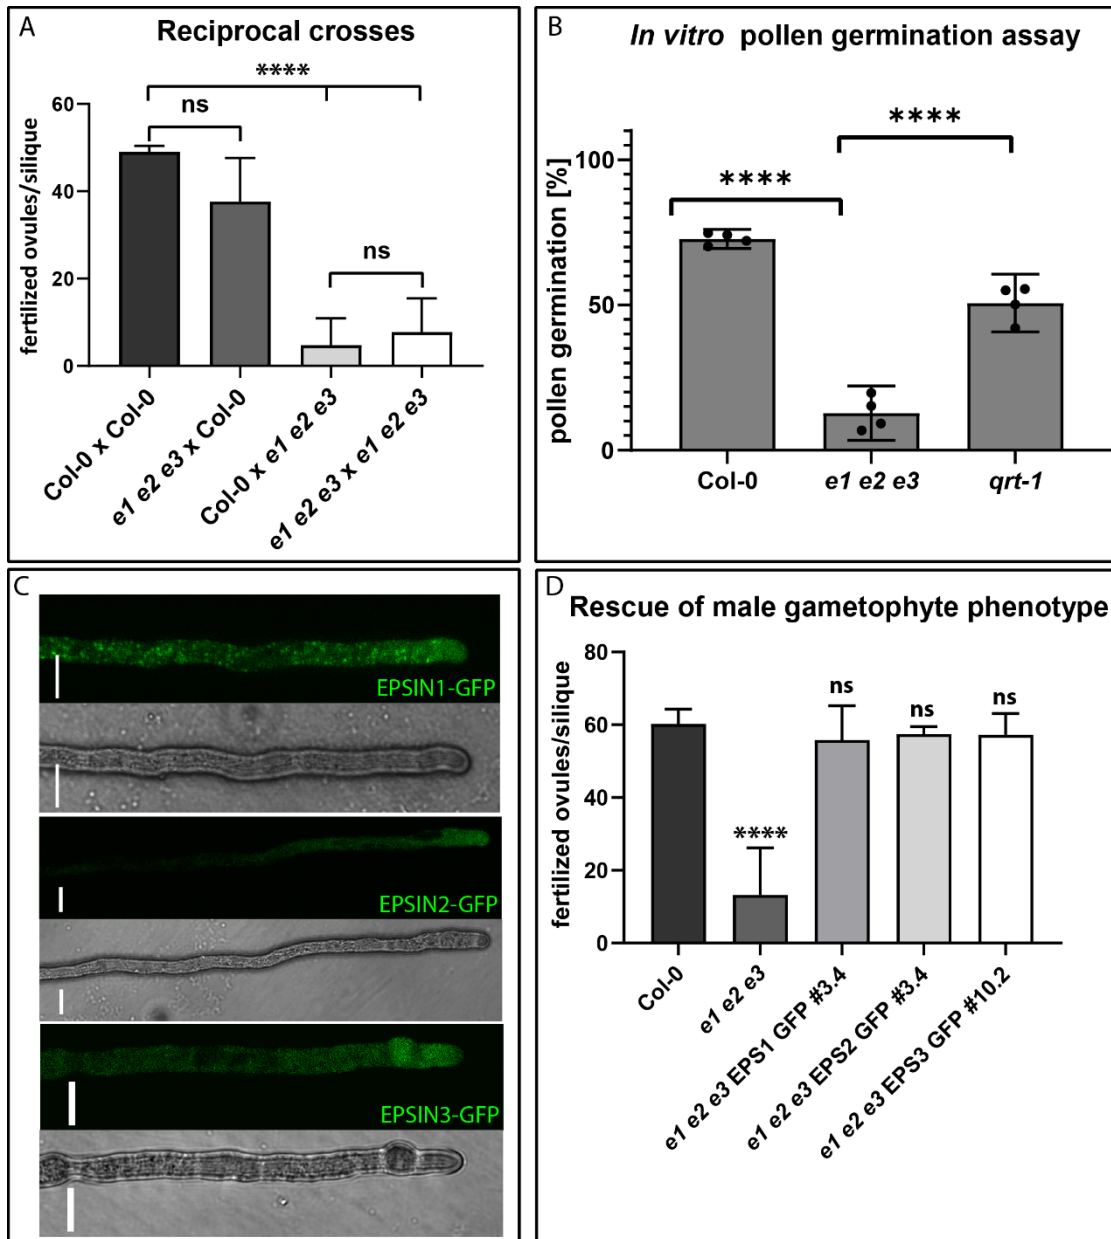 A
Reciprocal crosses
****
ns
ns
60
40
20
0
fertilized ovules/silique
Col-0 x Col-0
e1 e2 e3 x Col-0
Col-0 x e1 e2 e3
e1 e2 e3 x e1 e2 e3
B
In vitro pollen germination assay
****
****
100
50
0
pollen germination [%]
Col-0
e1 e2 e3
qrt-1
C
EPSIN1-GFP
EPSIN2-GFP
EPSIN3-GFP
D
Rescue of male gametophyte phenotype
80
60
40
20
0
fertilized ovules/silique
****
ns
ns
ns
Col-0
e1 e2 e3
e1 e2 e3 EPS1 GFP #3.4
e1 e2 e3 EPS2 GFP #3.4
e1 e2 e3 EPS3 GFP #10.2